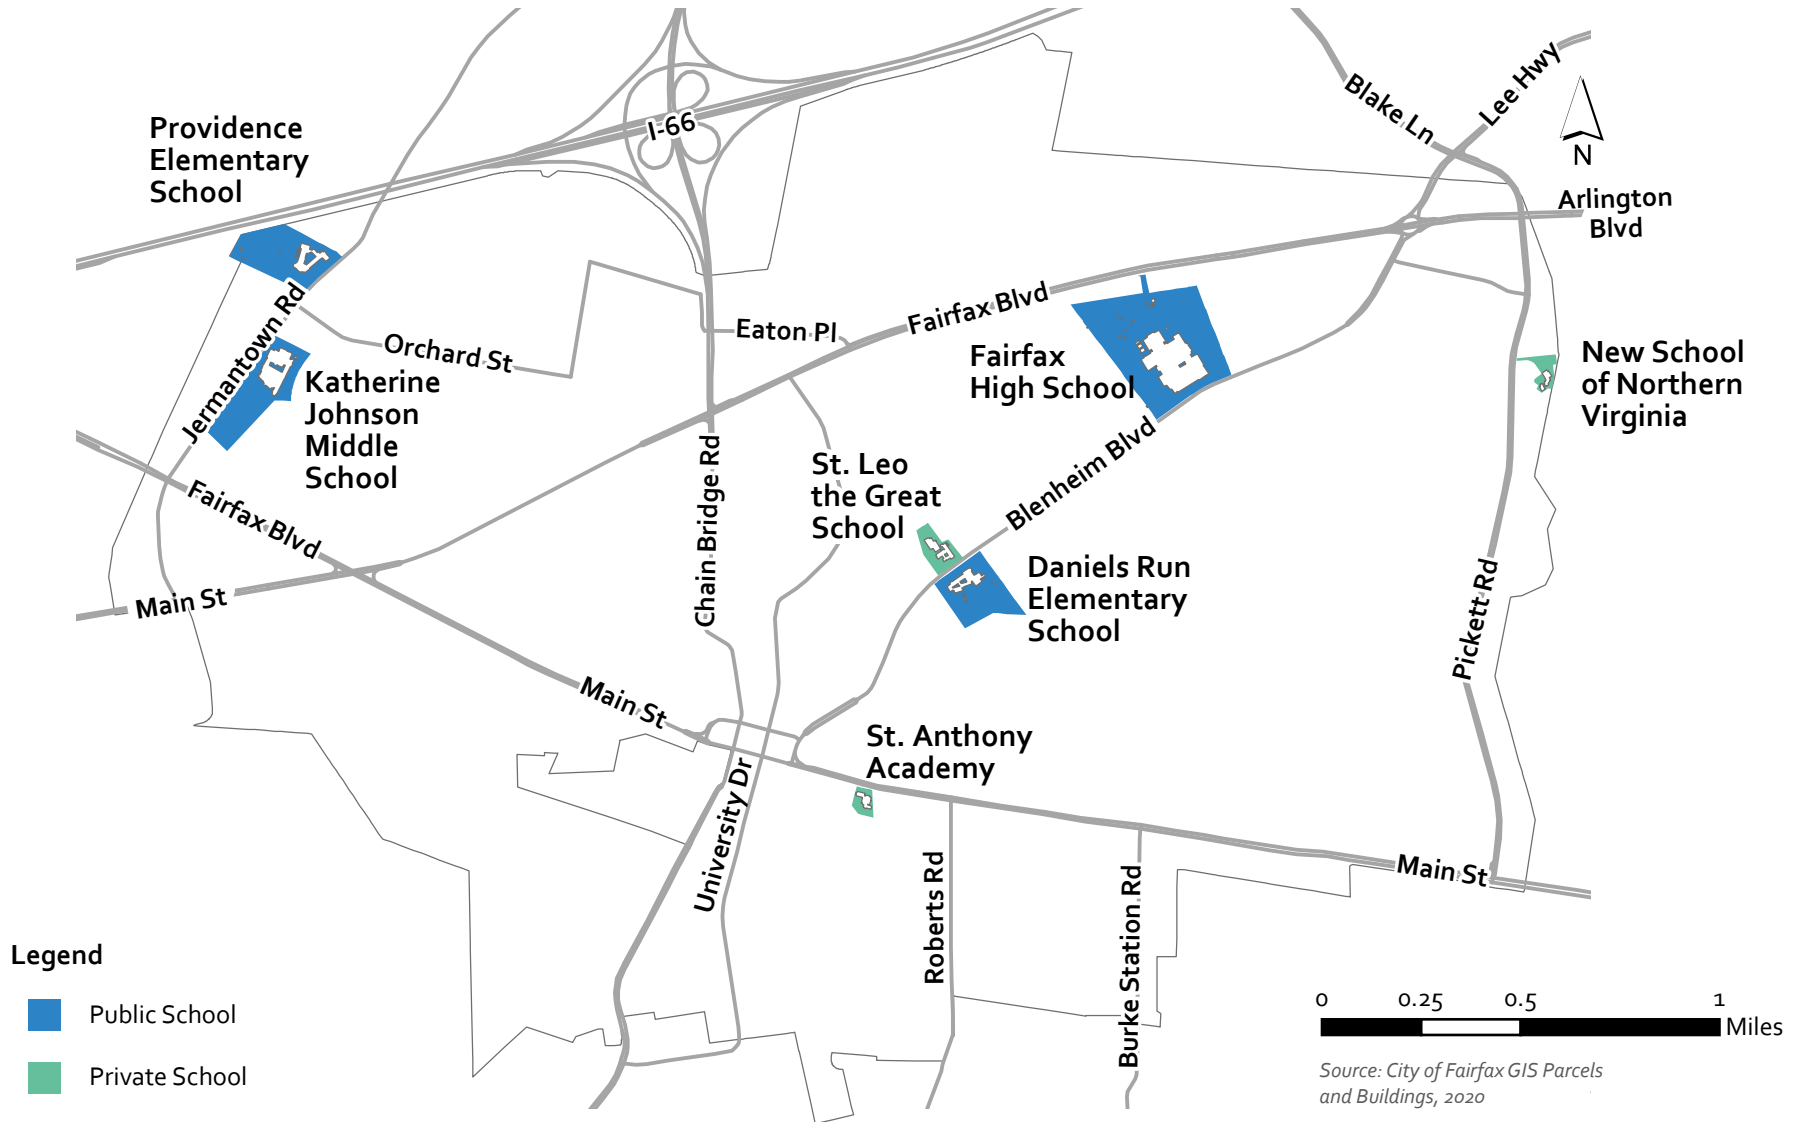 Providence
Elementary
School
I-66
Blake Ln
Lee Hwy
N
Arlington
Blvd
Jermantown Rd
Orchard St
Eaton Pl
Fairfax Blvd
Fairfax
High School
New School
of Northern
Virginia
Katherine
Johnson
Middle
School
Fairfax Blvd
Chain Bridge Rd
St. Leo
the Great
School
Blenheim Blvd
Daniels Run
Elementary
School
Pickett Rd
Main St
Main St
St. Anthony
Academy
University Dr
Roberts Rd
Burke Station Rd
Main St
Legend
Public School
Private School
0 0.25 0.5 1
Miles
Source: City of Fairfax GIS Parcels
and Buildings, 2020